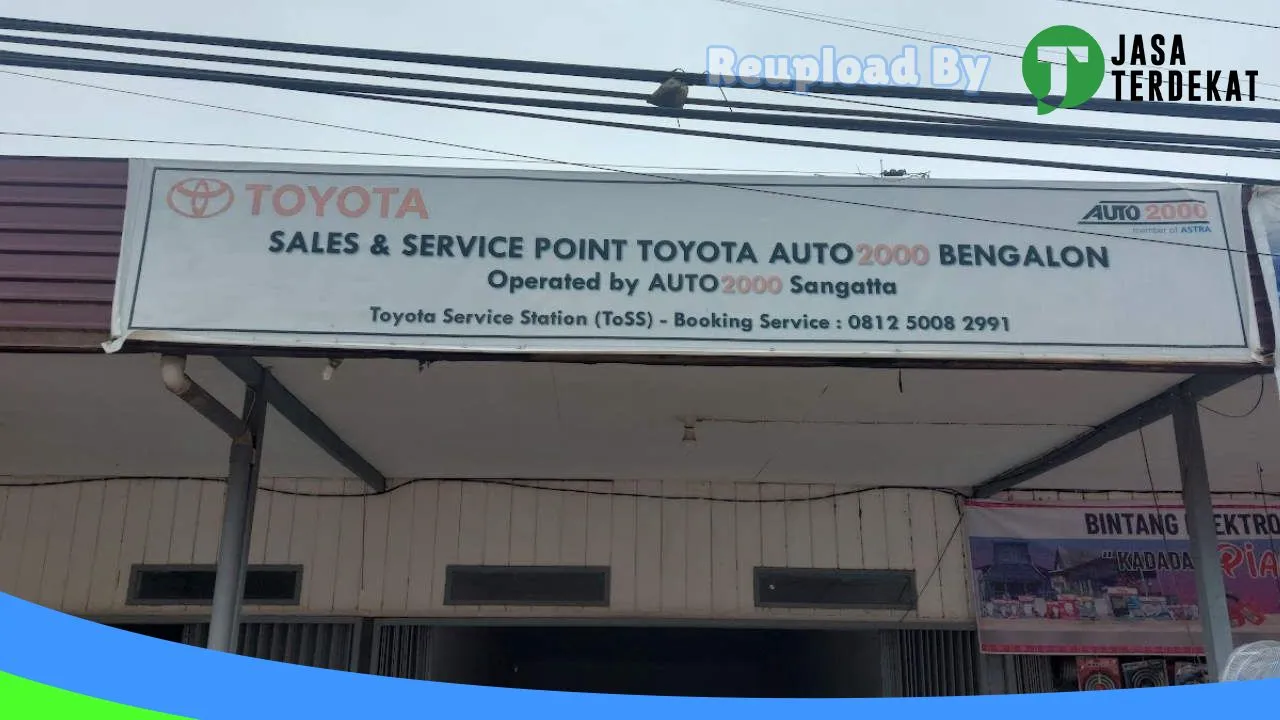 Reupload By
JASA
TERDEKAT
TOYOTA
AUTO 2000
member of ASTRA
SALES & SERVICE POINT TOYOTA AUTO2000 BENGALON
Operated by AUTO2000 Sangatta
Toyota Service Station (ToSS) - Booking Service : 0812 5008 2991
BINTANG
"KADADA